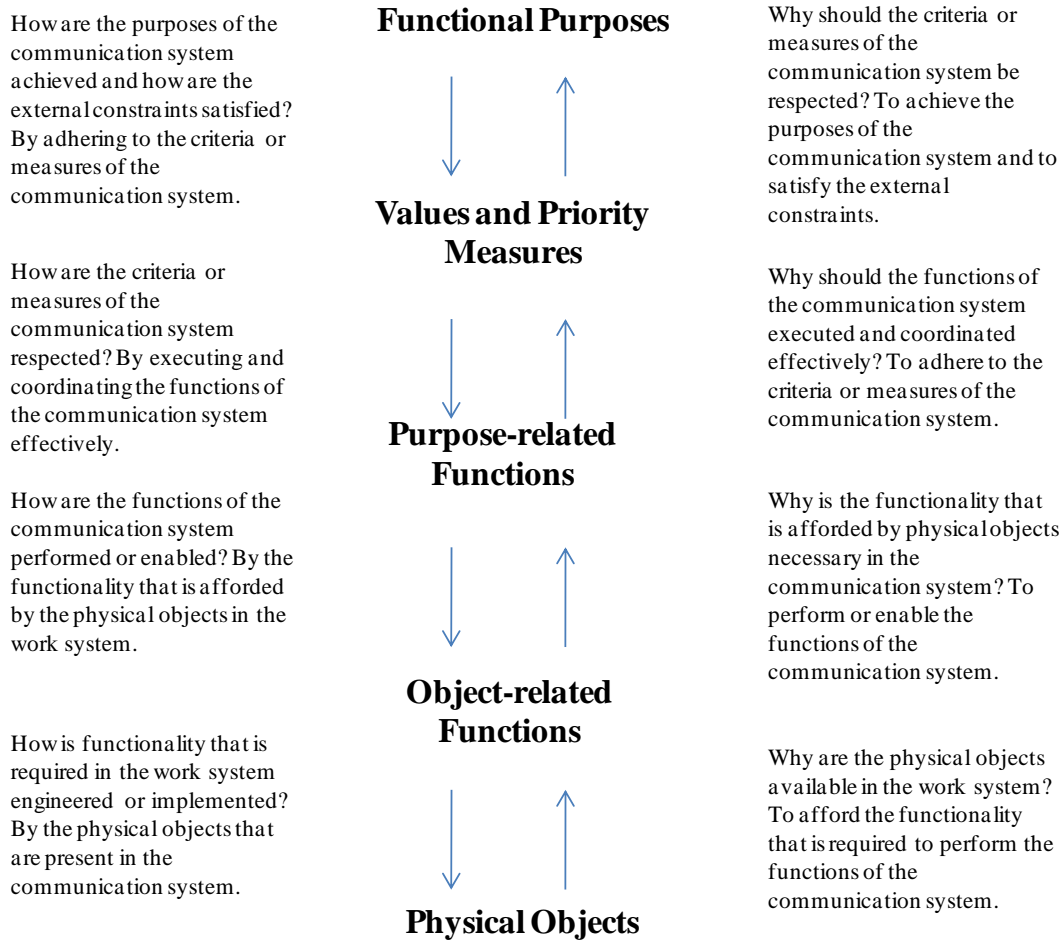 How are the purposes of the
communication system
achieved and how are the
external constraints satisfied?
By adhering to the criteria or
measures of the
communication system.
Functional Purposes
Why should the criteria or
measures of the
communication system be
respected? To achieve the
purposes of the
communication system and to
satisfy the external
constraints.
Values and Priority
Measures
How are the criteria or
measures of the
communication system
respected? By executing and
coordinating the functions of
the communication system
effectively.
Why should the functions of
the communication system
executed and coordinated
effectively? To adhere to the
criteria or measures of the
communication system.
Purpose-related
Functions
How are the functions of the
communication system
performed or enabled? By the
functionality that is afforded
by the physical objects in the
work system.
Why is the functionality that
is afforded by physical objects
necessary in the
communication system? To
perform or enable the
functions of the
communication system.
Object-related
Functions
How is functionality that is
required in the work system
engineered or implemented?
By the physical objects that
are present in the
communication system.
Why are the physical objects
available in the work system?
To afford the functionality
that is required to perform the
functions of the
communication system.
Physical Objects